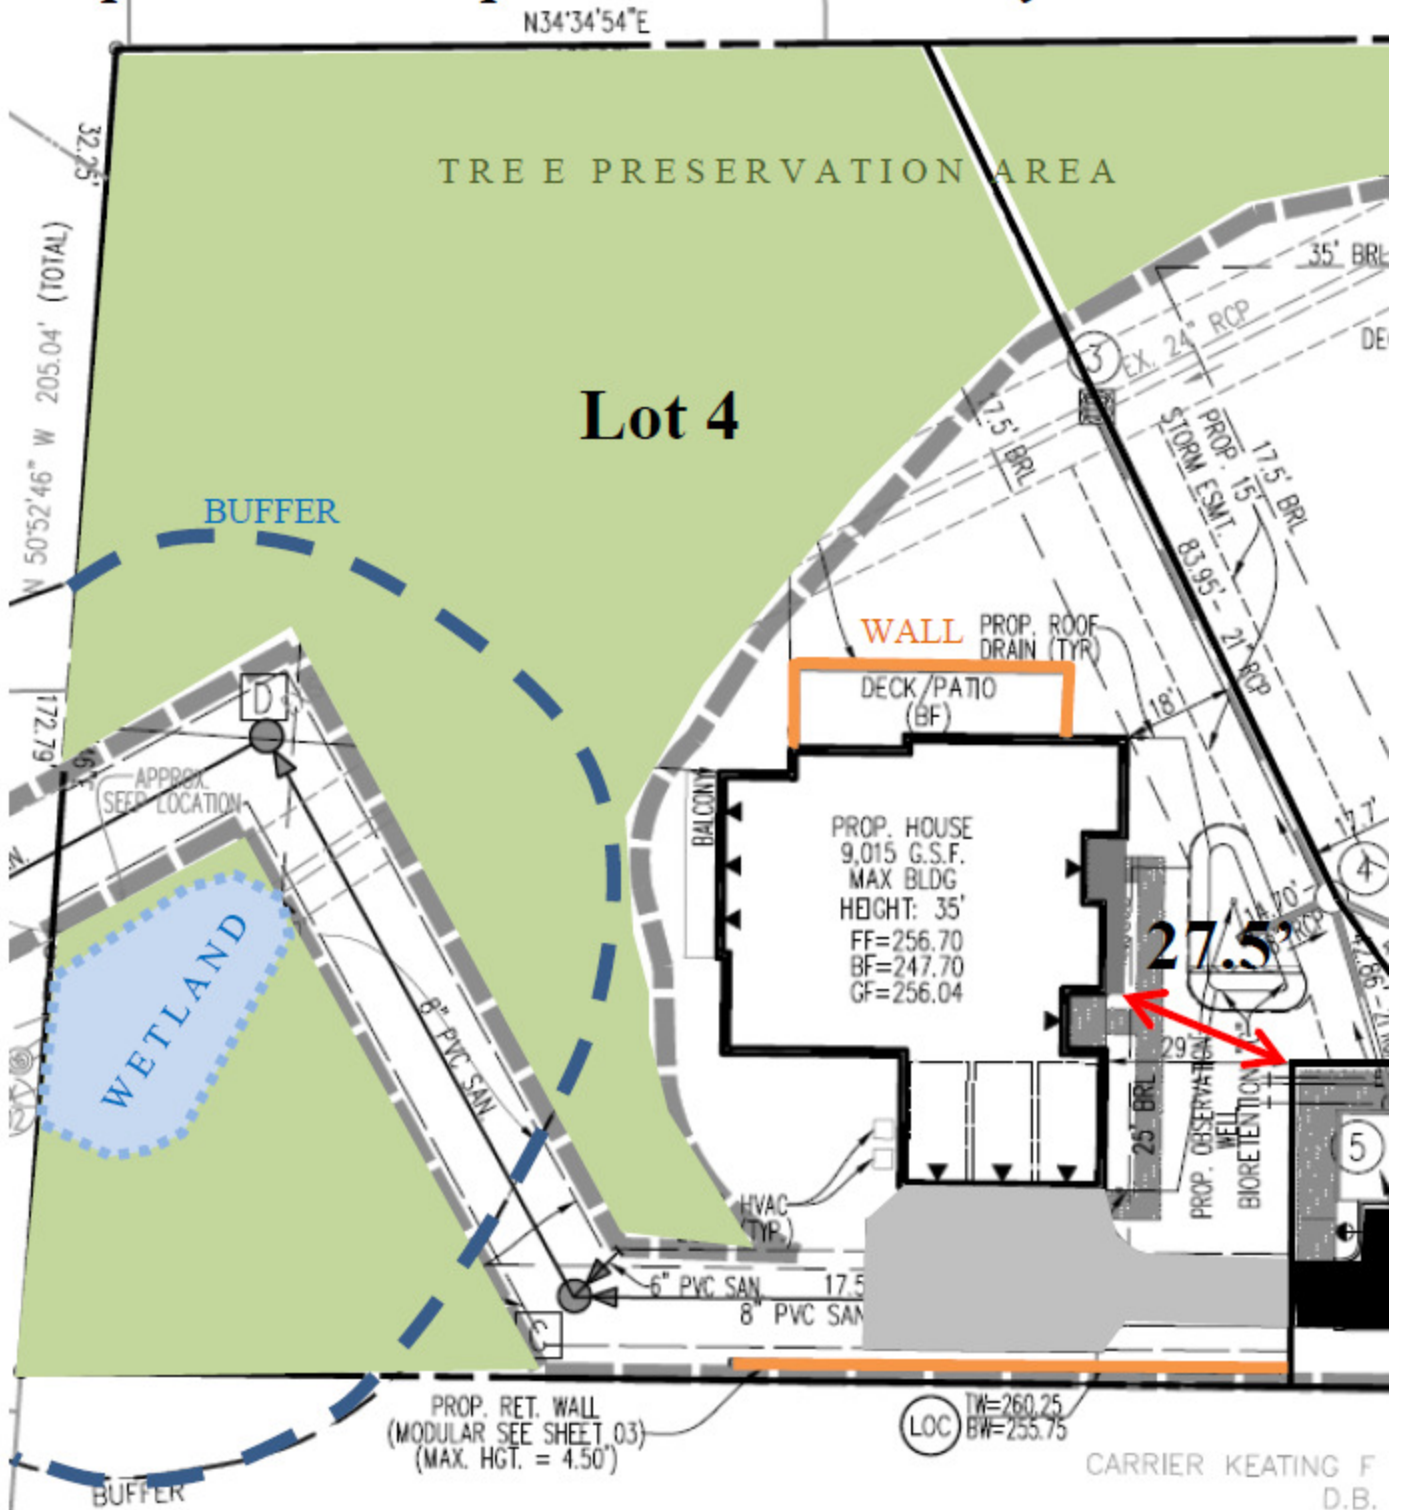 N34°34'54"E
32.25'
TREE PRESERVATION AREA
N 50°52'46" W 205.04' (TOTAL)
35' BRL
EX. 24" RCP
3
Lot 4
17.5' BRL
17.5' BRL
PROP. 15'
STORM ESMT.
BUFFER
83.95'- 21" RCP
WALL
PROP. ROOF
DRAIN (TYR)
DECK/PATIO
(BF)
D
18'
172.79'
APPROX.
SEEP LOCATION
BALCONY
PROP. HOUSE
9,015 G.S.F.
MAX BLDG
HEIGHT: 35'
FF=256.70
BF=247.70
GF=256.04
17.7'
4
14.70'-
RCP
27.5'
WETLAND
8" PVC SAN.
29
25' BRL
PROP. OBSERVATION
WELL
BIORETENTION
5
HVAC
(TYP.)
6" PVC SAN.
17.5
8" PVC SAN
PROP. RET. WALL
(MODULAR SEE SHEET 03)
(MAX. HGT. = 4.50')
LOC
TW=260.25
BW=255.75
CARRIER KEATING F
D.B.
BUFFER